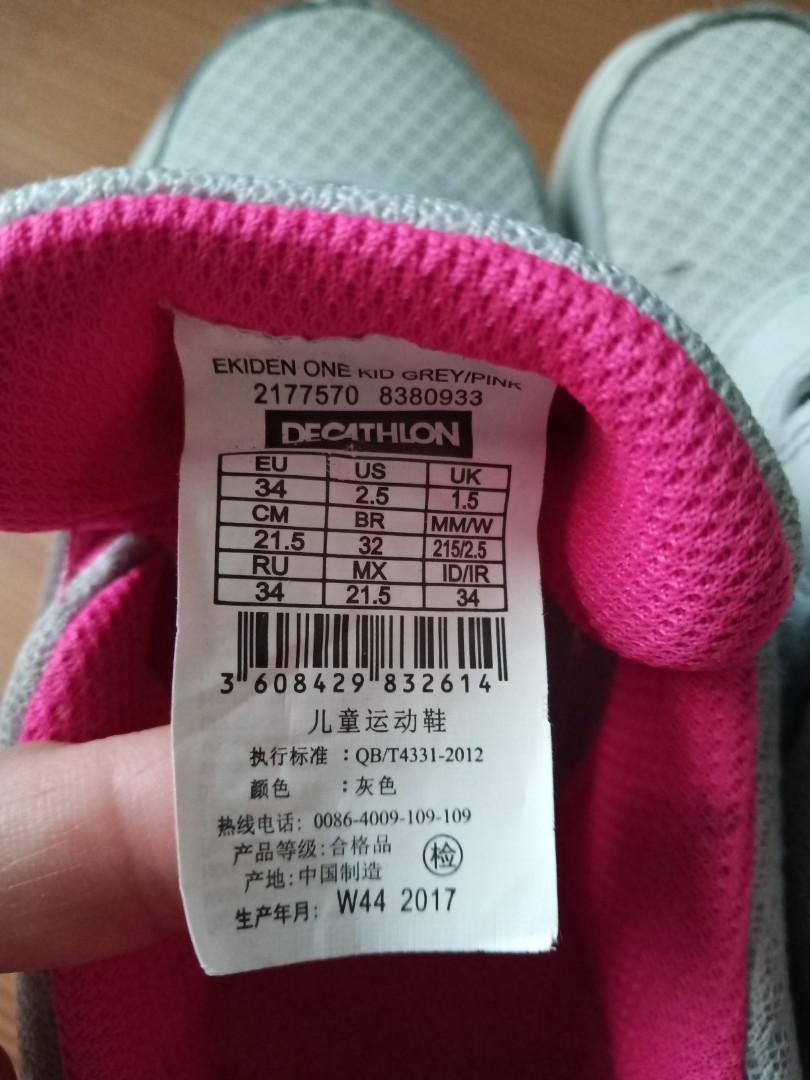 EKIDEN ONE KID GREY/PINK
2177570 8380933
DECATHLON
EU US UK
34 2.5 1.5
CM BR MM/W
21.5 32 215/2.5
RU MX ID/IR
34 21.5 34
3 608429 832614
儿童运动鞋
执行标准 ：QB/T4331-2012
颜色 ：灰色
热线电话：0086-4009-109-109
产品等级：合格品
检
产地：中国制造
生产年月：W44 2017